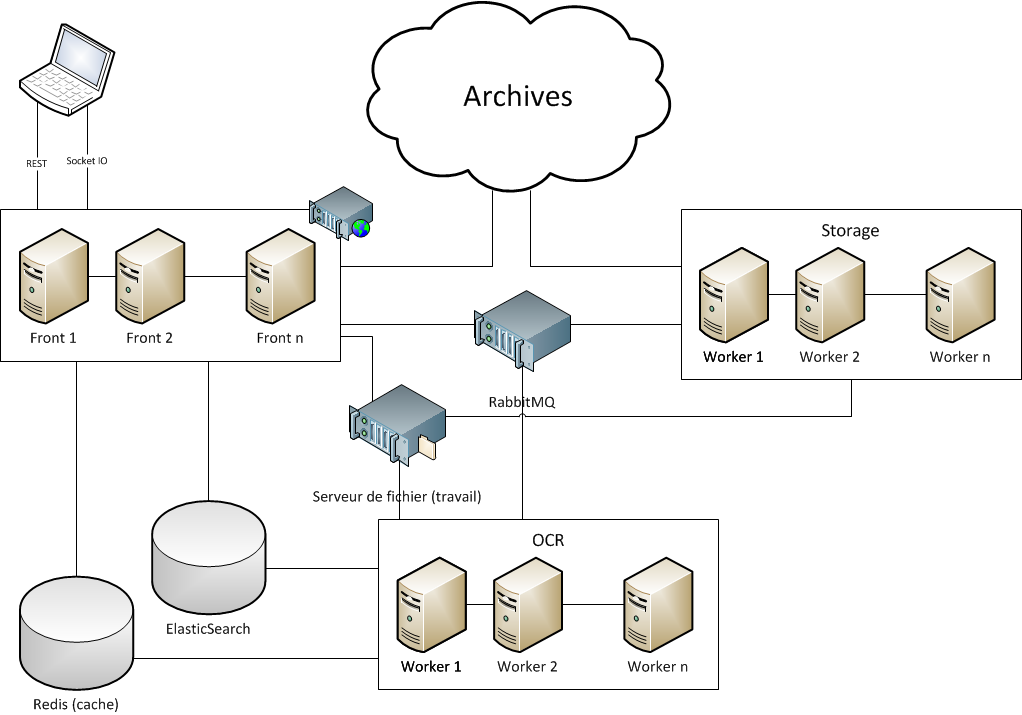 Archives
REST
Socket IO
Front 1
Front 2
Front n
Storage
Worker 1
Worker 2
Worker n
RabbitMQ
Serveur de fichier (travail)
OCR
Worker 1
Worker 2
Worker n
ElasticSearch
Redis (cache)